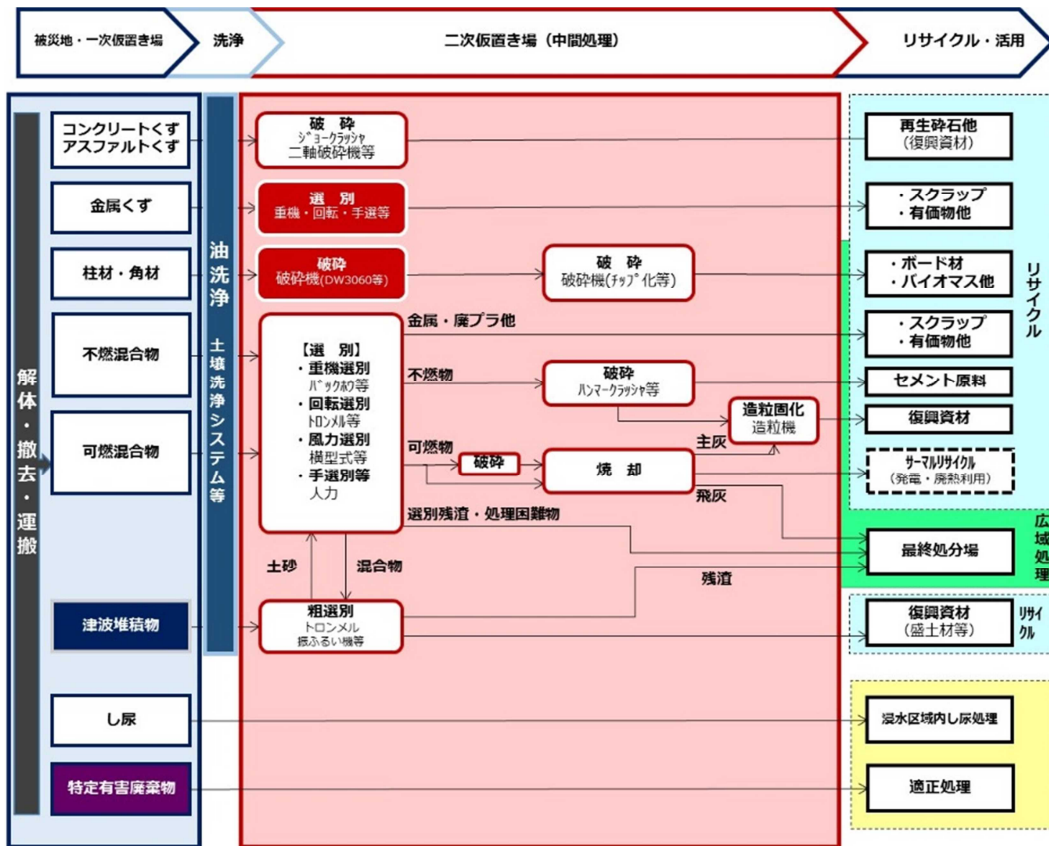 被災地・一次仮置き場
洗浄
二次仮置き場（中間処理）
リサイクル・活用
解体・撤去・運搬
コンクリートくず
アスファルトくず
金属くず
柱材・角材
不燃混合物
可燃混合物
津波堆積物
し尿
特定有害廃棄物
油洗浄
土壌洗浄システム等
破　砕
ｼﾞｮｰｸﾗｯｼｬ
二軸破砕機等
選　別
重機・回転・手選等
破砕
破砕機(DW3060等)
破　砕
破砕機(ﾁｯﾌﾟ化等)
【選　別】
・重機選別
ﾊﾞｯｸﾎｳ等
・回転選別
ﾄﾛﾝﾒﾙ等
・風力選別
横型式等
・手選別等
人力
金属・廃プラ他
不燃物
破砕
ﾊﾝﾏｰｸﾗｯｼｬ等
造粒固化
造粒機
可燃物
破砕
焼　却
主灰
飛灰
選別残渣・処理困難物
土砂
混合物
残渣
粗選別
トロンメル
振ふるい機等
再生砕石他
(復興資材)
・スクラップ
・有価物他
・ボード材
・バイオマス他
・スクラップ
・有価物他
セメント原料
復興資材
ｻｰﾏﾙﾘｻｲｸﾙ
(発電・廃熱利用)
リサイクル
最終処分場
広域処理
復興資材
(盛土材等)
ﾘｻｲ
ｸﾙ
浸水区域内し尿処理
適正処理